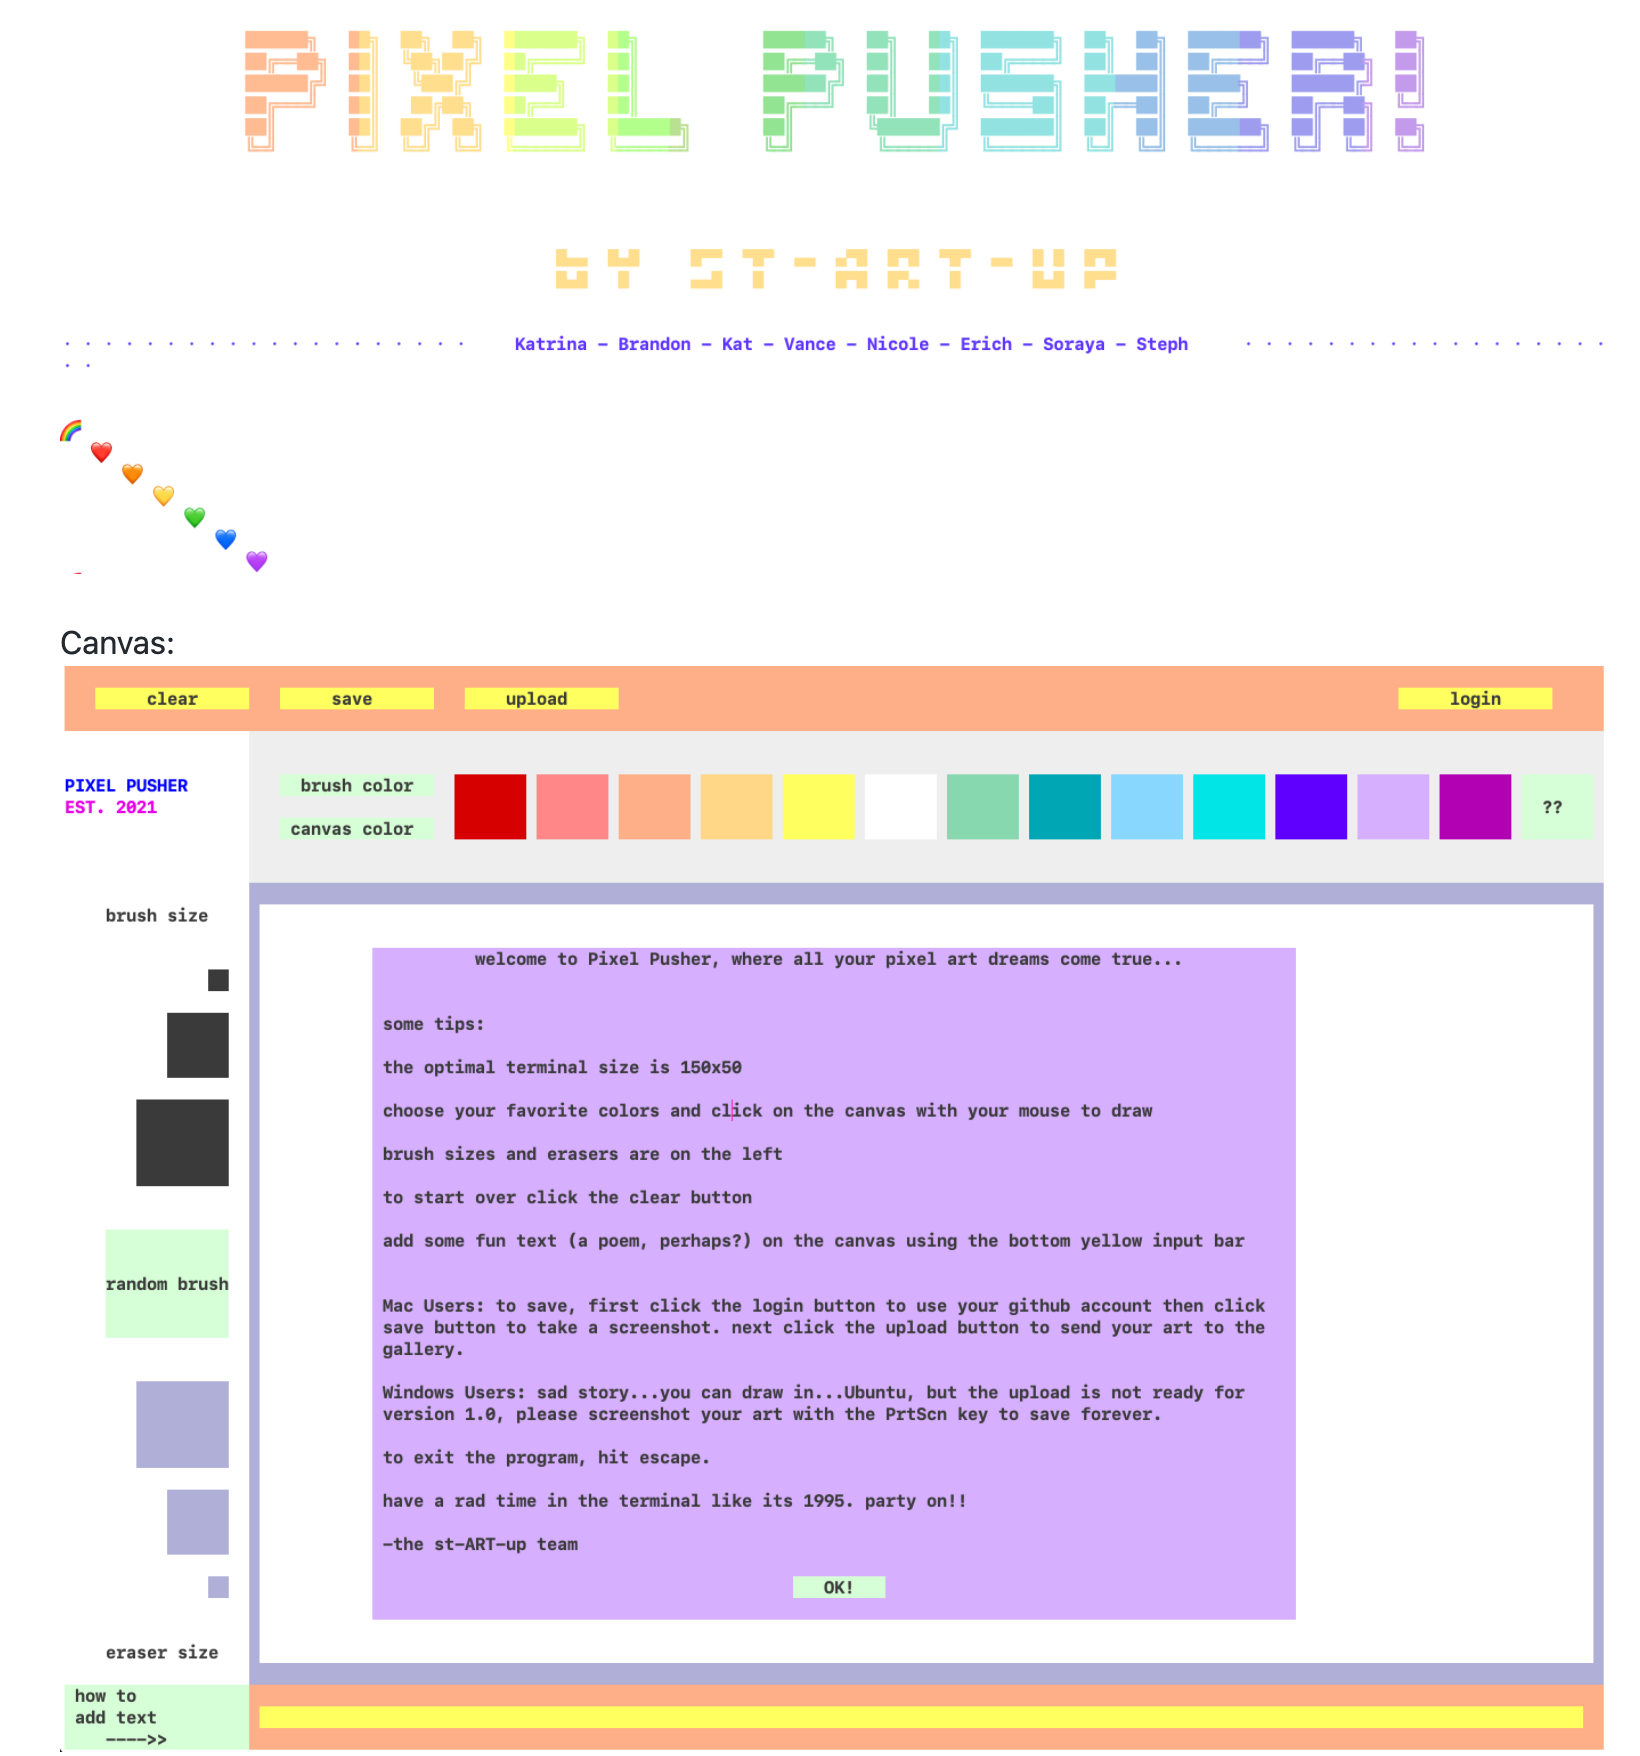 PIXEL PUSHER!
bY ST-ART-UP
Katrina - Brandon - Kat - Vance - Nicole - Erich - Soraya - Steph
Canvas:
clear save upload login
PIXEL PUSHER
EST. 2021
brush color
canvas color
??
brush size
random brush
eraser size
welcome to Pixel Pusher, where all your pixel art dreams come true...
some tips:
the optimal terminal size is 150x50
choose your favorite colors and click on the canvas with your mouse to draw
brush sizes and erasers are on the left
to start over click the clear button
add some fun text (a poem, perhaps?) on the canvas using the bottom yellow input bar
Mac Users: to save, first click the login button to use your github account then click
save button to take a screenshot. next click the upload button to send your art to the
gallery.
Windows Users: sad story...you can draw in...Ubuntu, but the upload is not ready for
version 1.0, please screenshot your art with the PrtScn key to save forever.
to exit the program, hit escape.
have a rad time in the terminal like its 1995. party on!!
-the st-ART-up team
OK!
how to
add text
---->>